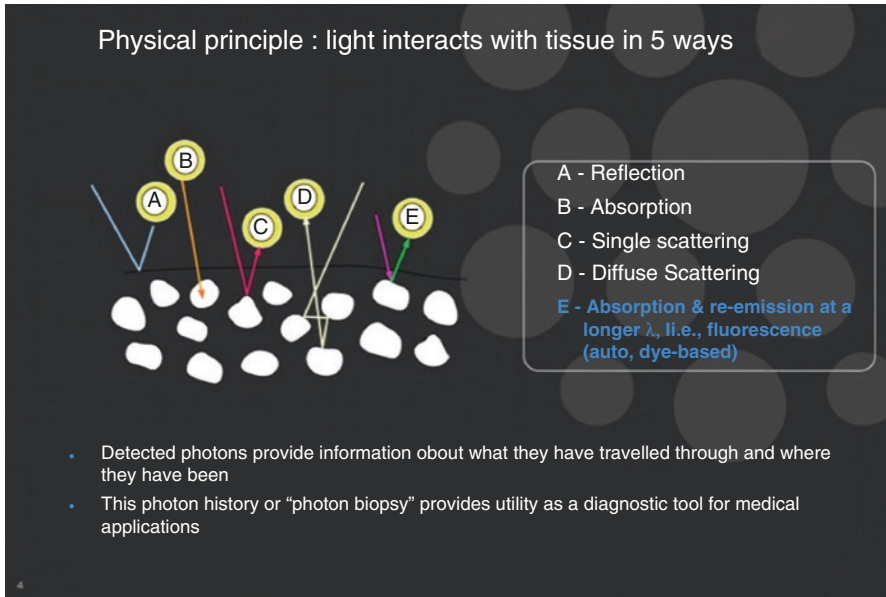 Physical principle : light interacts with tissue in 5 ways
A
B
C
D
E
A - Reflection
B - Absorption
C - Single scattering
D - Diffuse Scattering
E - Absorption & re-emission at a
longer λ, li.e., fluorescence
(auto, dye-based)
• Detected photons provide information obout what they have travelled through and where
they have been
• This photon history or “photon biopsy” provides utility as a diagnostic tool for medical
applications
4